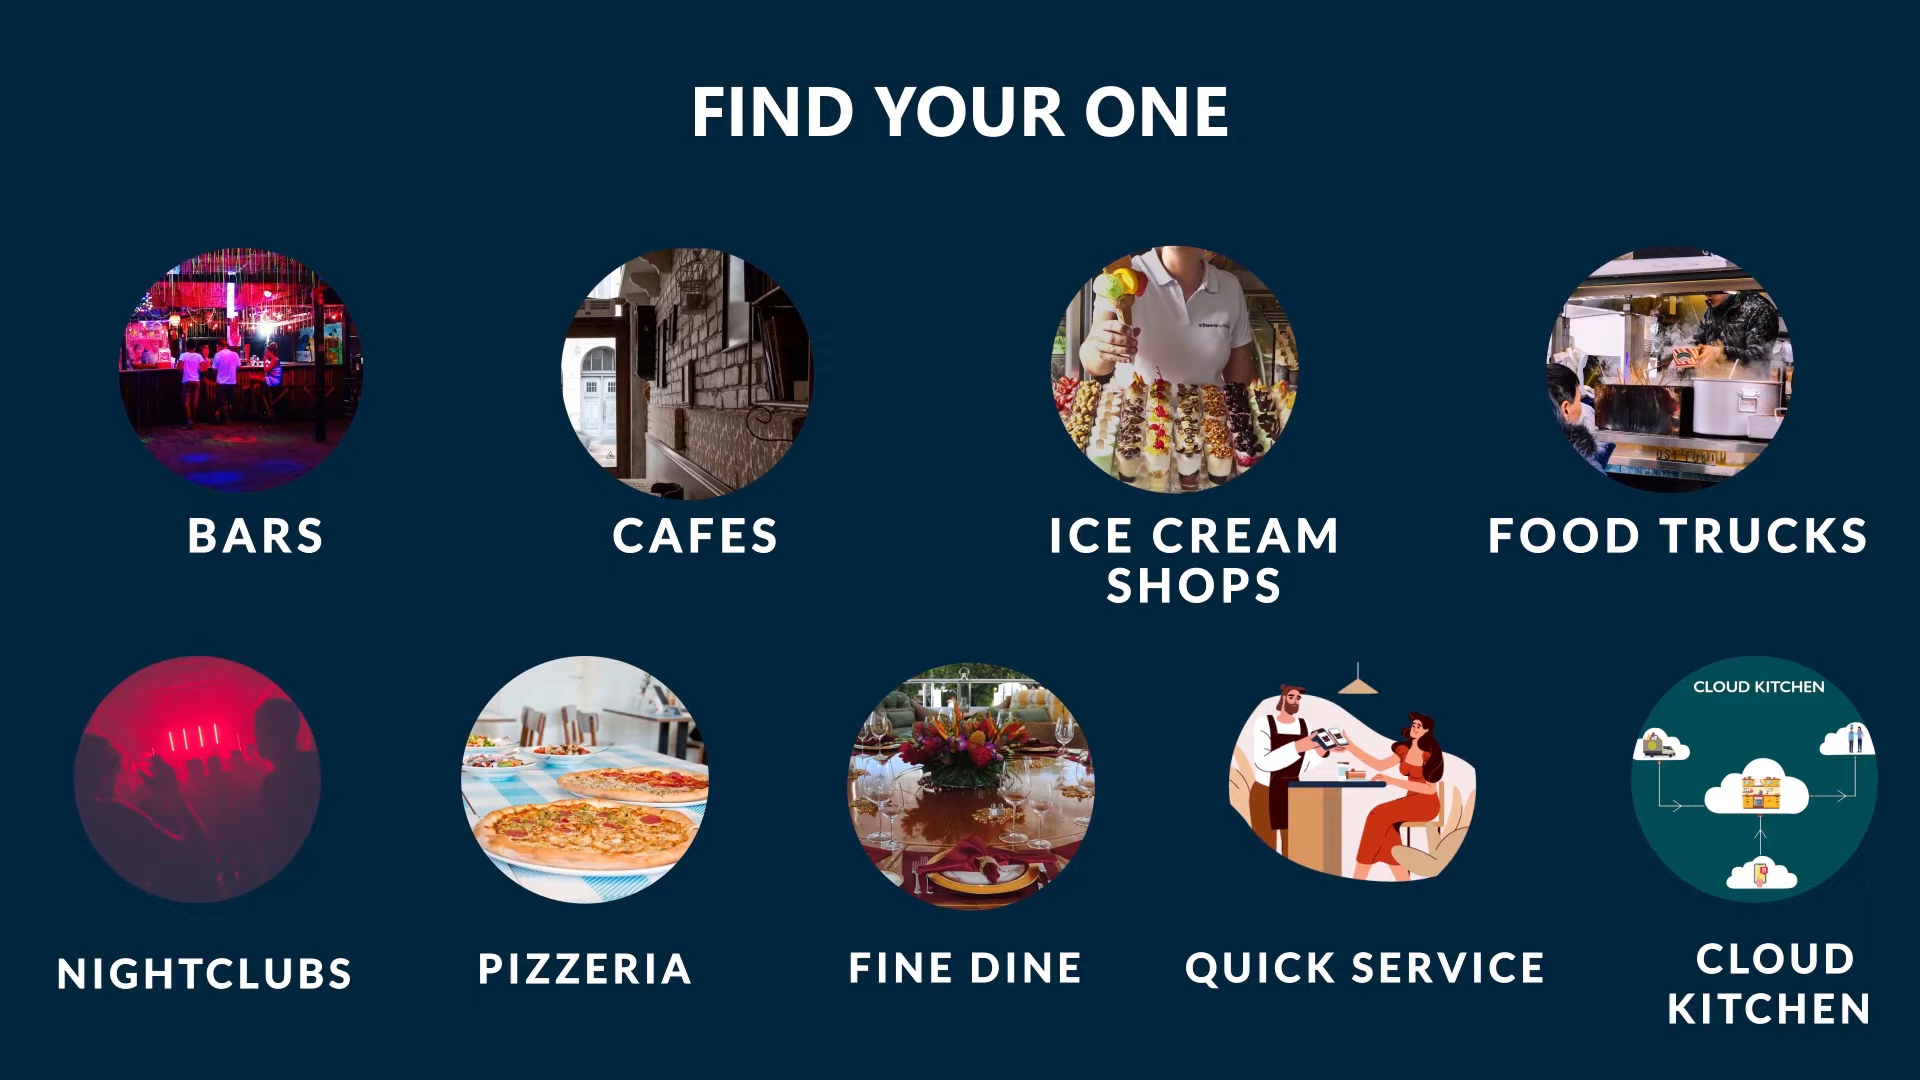 FIND YOUR ONE
BARS
CAFES
ICE CREAM
SHOPS
FOOD TRUCKS
CLOUD KITCHEN
NIGHTCLUBS
PIZZERIA
FINE DINE
QUICK SERVICE
CLOUD
KITCHEN